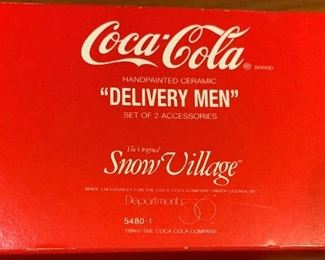 Coca-Cola ® BRAND
HANDPAINTED CERAMIC
"DELIVERY MEN"
SET OF 2 ACCESSORIES
The Original
Snow Village®
MADE EXCLUSIVELY FOR THE COCA-COLA COMPANY UNDER LICENSE BY
Department 56
5480-1
THE COCA-COLA COMPANY